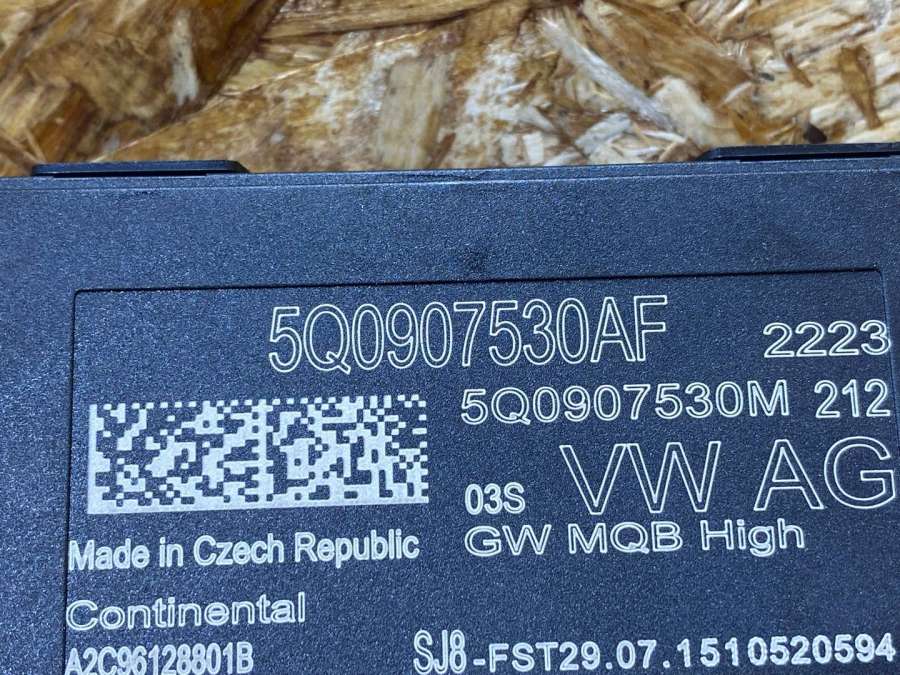 5Q0907530AF 2223
5Q0907530M 212
03S VW AG
GW MQB High
Made in Czech Republic
Continental
A2C96128801B SJ8-FST29.07.1510520594